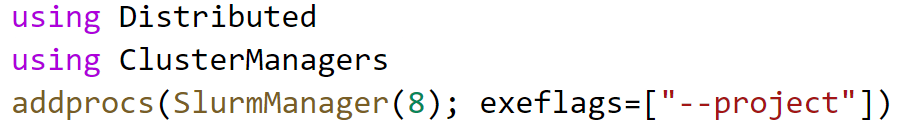 using Distributed
using ClusterManagers
addprocs(SlurmManager(8); exeflags=["--project"])